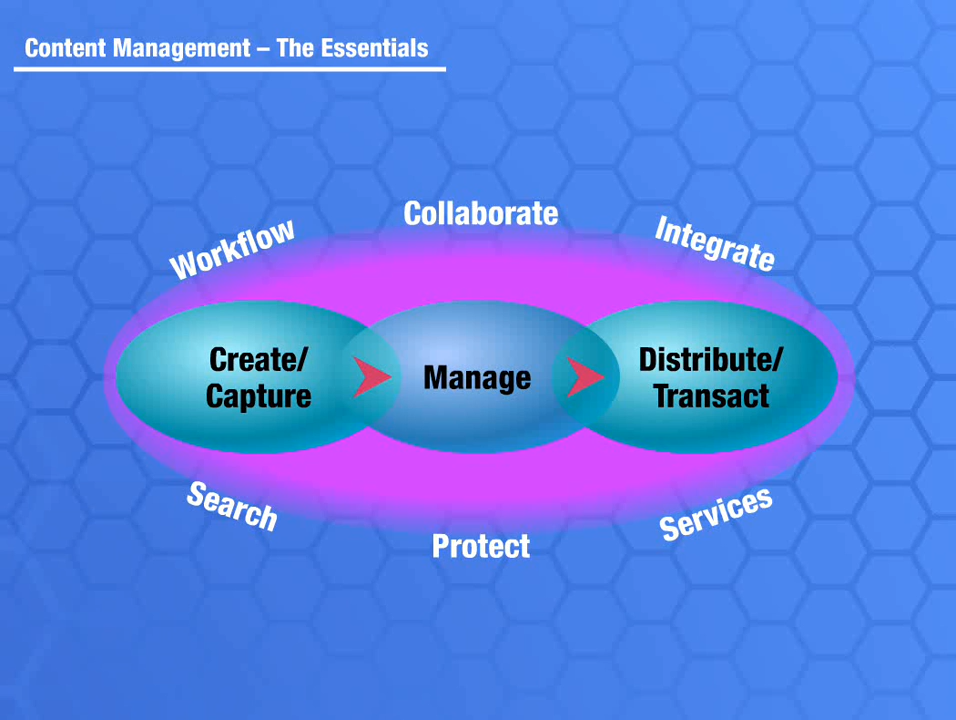 Content Management – The Essentials
Workflow
Collaborate
Integrate
Create/
Capture
Manage
Distribute/
Transact
Search
Protect
Services